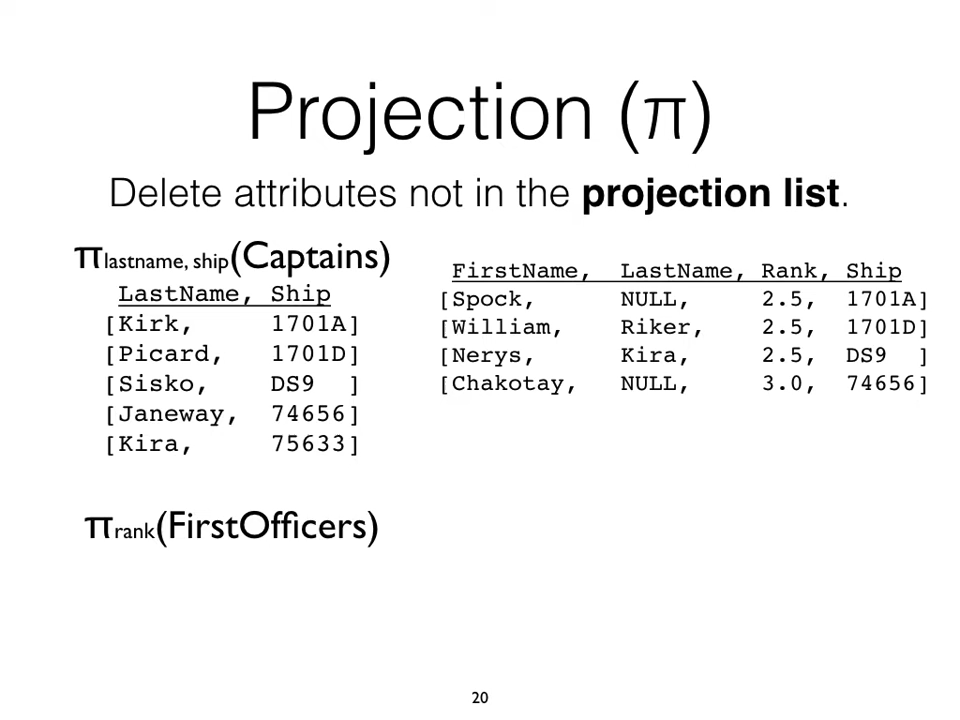 Projection (π)
Delete attributes not in the projection list.
πlastname, ship(Captains)
LastName, Ship
[Kirk, 1701A]
[Picard, 1701D]
[Sisko, DS9 ]
[Janeway, 74656]
[Kira, 75633]
FirstName, LastName, Rank, Ship
[Spock, NULL, 2.5, 1701A]
[William, Riker, 2.5, 1701D]
[Nerys, Kira, 2.5, DS9 ]
[Chakotay, NULL, 3.0, 74656]
πrank(FirstOfficers)
20